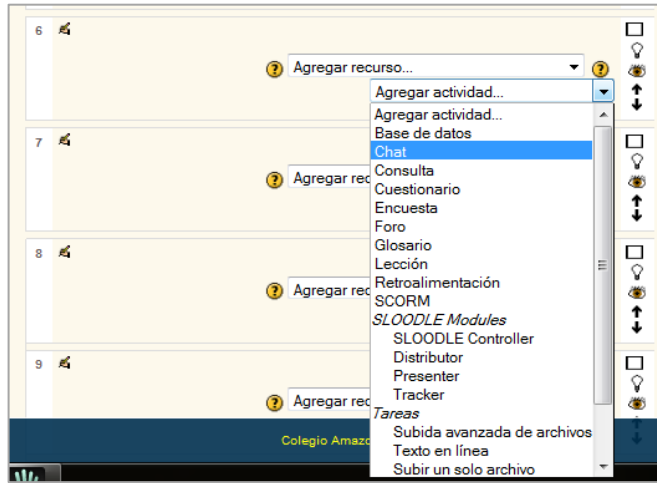 6
? Agregar recurso... ?
Agregar actividad...
Agregar actividad...
Base de datos
7
Chat
Consulta
? Agregar rec
Cuestionario
Encuesta
Foro
8
Glosario
Lección
? Agregar rec
Retroalimentación
SCORM
SLOODLE Modules
SLOODLE Controller
9
Distributor
Presenter
? Agregar rec
Tracker
Tareas
Colegio Amazo
Subida avanzada de archivos
Texto en línea
Subir un solo archivo